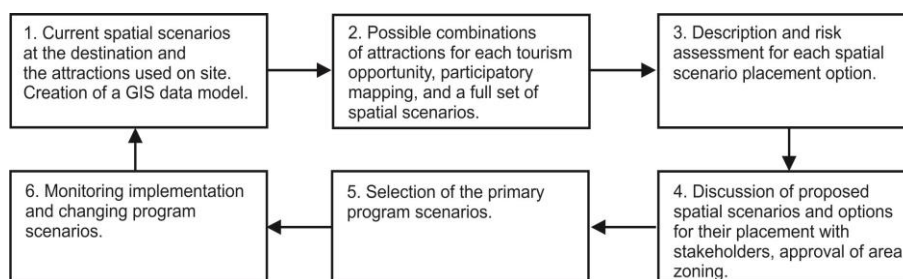 1. Current spatial scenarios
at the destination and
the attractions used on site.
Creation of a GIS data model.
2. Possible combinations
of attractions for each tourism
opportunity, participatory
mapping, and a full set of
spatial scenarios.
3. Description and risk
assessment for each spatial
scenario placement option.
4. Discussion of proposed
spatial scenarios and options
for their placement with
stakeholders, approval of area
zoning.
5. Selection of the primary
program scenarios.
6. Monitoring implementation
and changing program
scenarios.